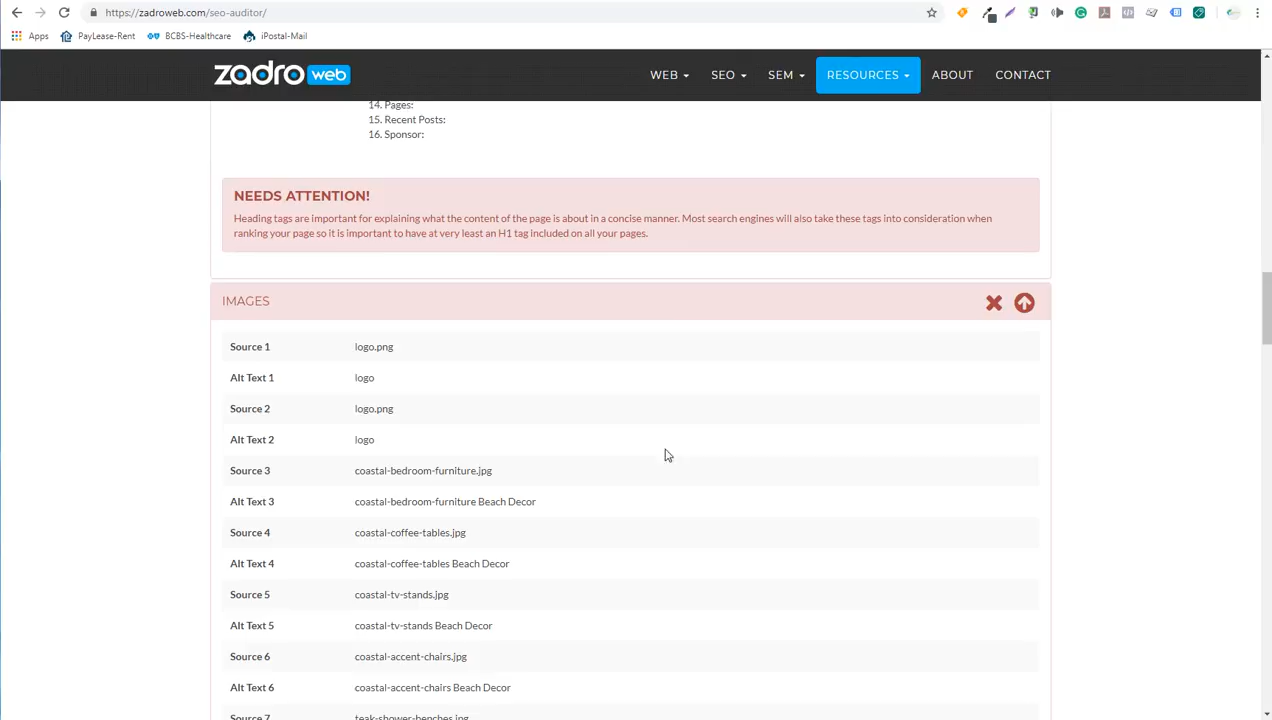 https://zadroweb.com/seo-auditor/
Apps PayLease-Rent BCBS-Healthcare iPostal-Mail
zadro web WEB SEO SEM RESOURCES ABOUT CONTACT
14. Pages:
15. Recent Posts:
16. Sponsor:
NEEDS ATTENTION!
Heading tags are important for explaining what the content of the page is about in a concise manner. Most search engines will also take these tags into consideration when
ranking your page so it is important to have at very least an H1 tag included on all your pages.
IMAGES
Source 1 logo.png
Alt Text 1 logo
Source 2 logo.png
Alt Text 2 logo
Source 3 coastal-bedroom-furniture.jpg
Alt Text 3 coastal-bedroom-furniture Beach Decor
Source 4 coastal-coffee-tables.jpg
Alt Text 4 coastal-coffee-tables Beach Decor
Source 5 coastal-tv-stands.jpg
Alt Text 5 coastal-tv-stands Beach Decor
Source 6 coastal-accent-chairs.jpg
Alt Text 6 coastal-accent-chairs Beach Decor
Source 7 teak-shower-benches.jpg